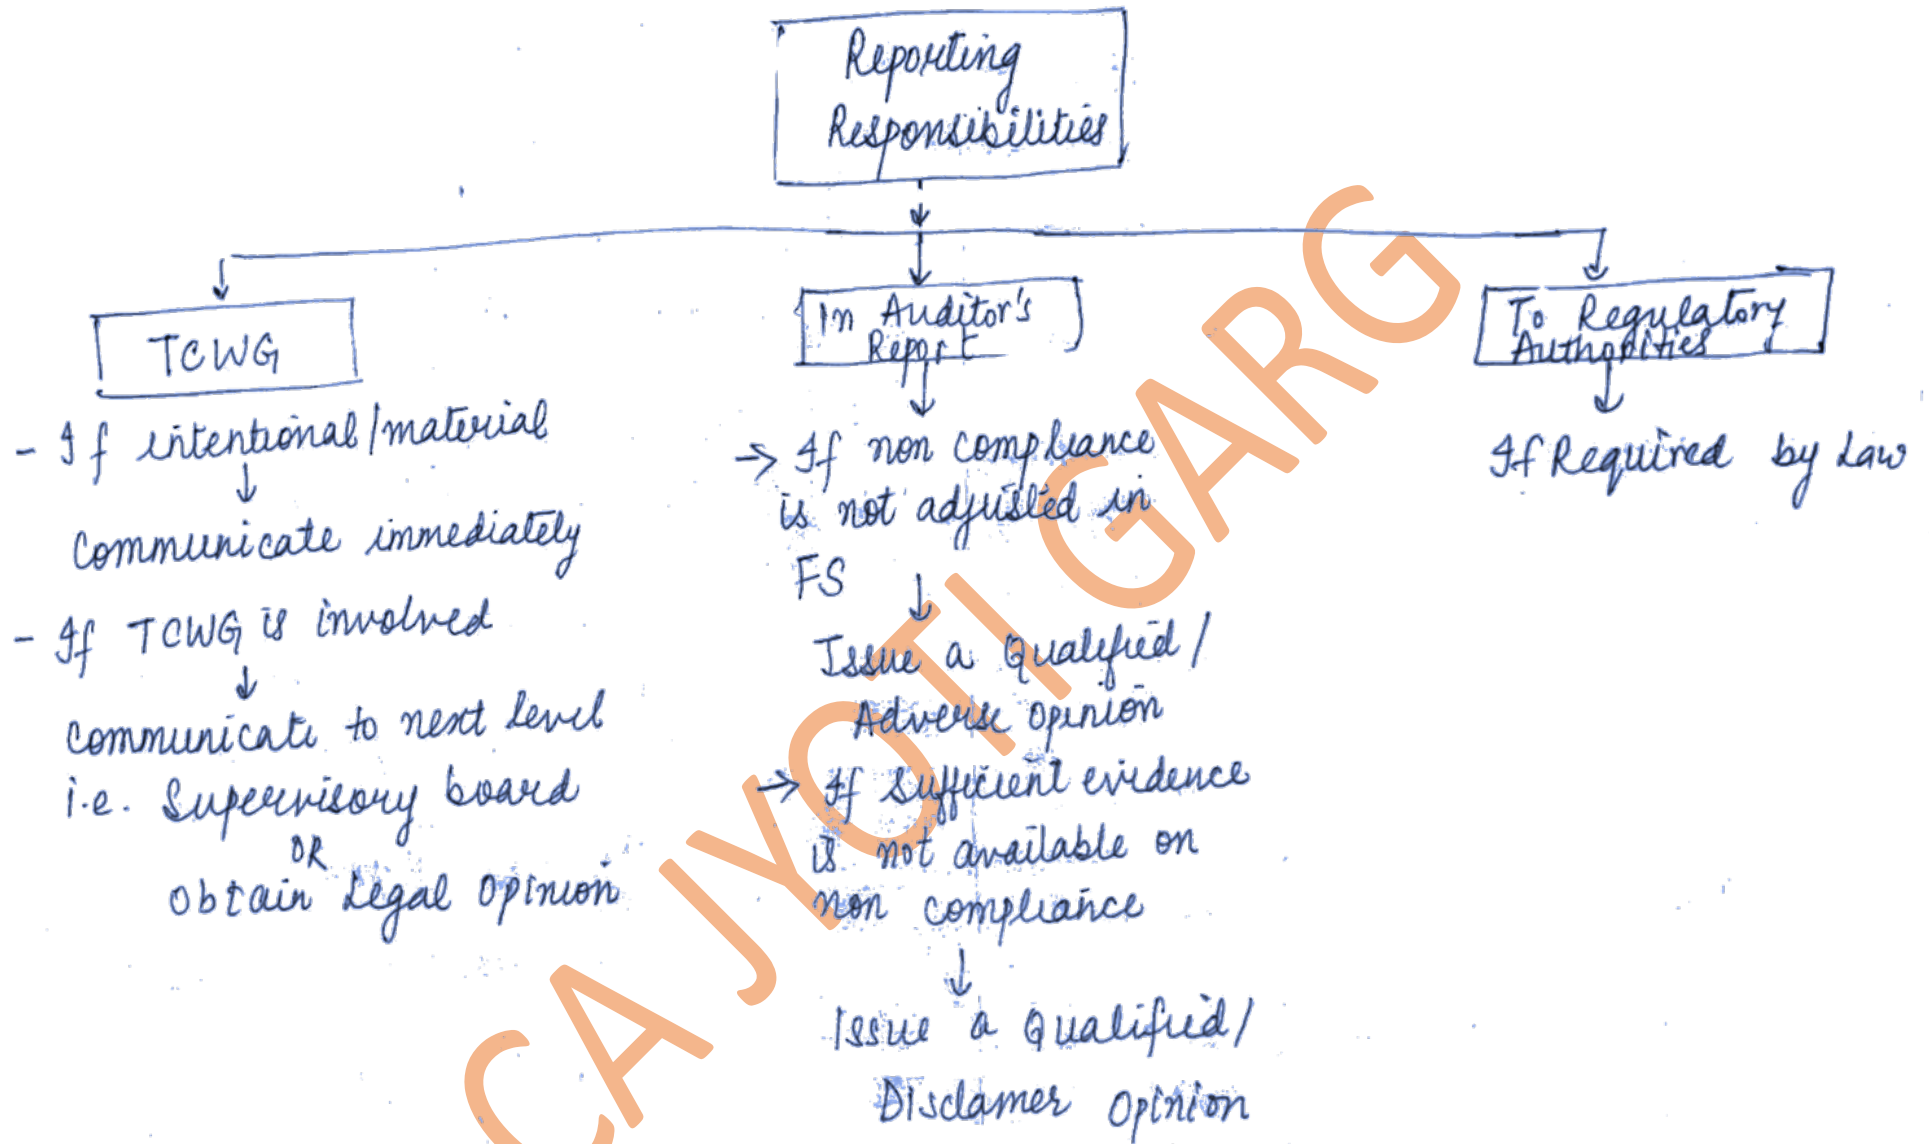 Reporting
Responsibilities
TCWG
- If intentional/material
Communicate immediately
- If TCWG is involved
Communicate to next level
i.e. Supervisory board
OR
Obtain Legal Opinion
In Auditor's
Report
→ If non compliance
is not adjusted in
FS
Issue a Qualified/
Adverse Opinion
→ If Sufficient evidence
is not available on
non compliance
Issue a Qualified/
Disclamer Opinion
To Regulatory
Authorities
If Required by Law
CA JYOTI GARG